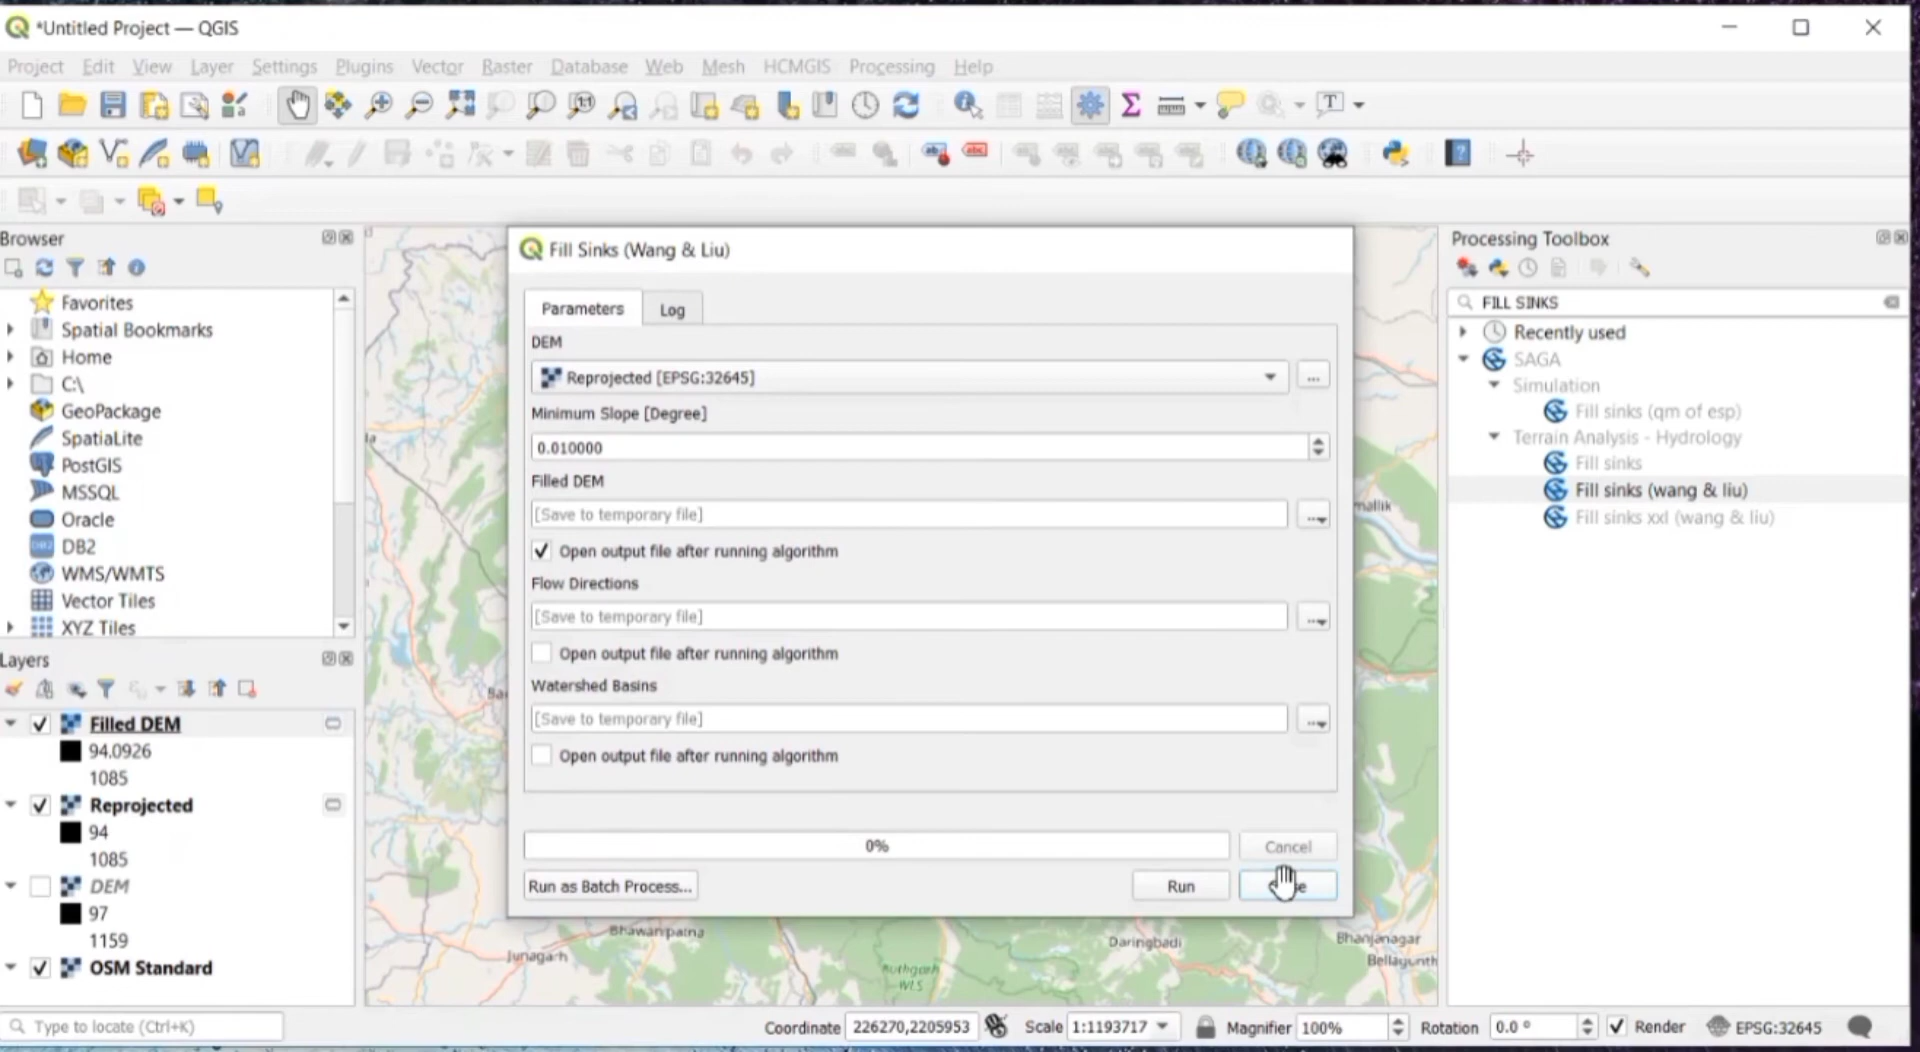 *Untitled Project — QGIS
Project Edit View Layer Settings Plugins Vector Raster Database Web Mesh HCMGIS Processing Help
Browser
Favorites
Spatial Bookmarks
Home
C:\
GeoPackage
SpatiaLite
PostGIS
MSSQL
Oracle
DB2
WMS/WMTS
Vector Tiles
XYZ Tiles
Layers
Filled DEM
94.0926
1085
Reprojected
94
1085
DEM
97
1159
OSM Standard
Fill Sinks (Wang & Liu)
Parameters Log
DEM
Reprojected [EPSG:32645]
Minimum Slope [Degree]
0.010000
Filled DEM
[Save to temporary file]
Open output file after running algorithm
Flow Directions
[Save to temporary file]
Open output file after running algorithm
Watershed Basins
[Save to temporary file]
Open output file after running algorithm
0%
Cancel
Run as Batch Process...
Run
Bhawanipatna
Junagarh
Daringbadi
Bhanjanagar
Bellagunth
WLS
mallik
Processing Toolbox
FILL SINKS
Recently used
SAGA
Simulation
Fill sinks (qm of esp)
Terrain Analysis - Hydrology
Fill sinks
Fill sinks (wang & liu)
Fill sinks xxl (wang & liu)
Type to locate (Ctrl+K)
Coordinate 226270,2205953 Scale 1:1193717 Magnifier 100% Rotation 0.0 ° Render EPSG:32645